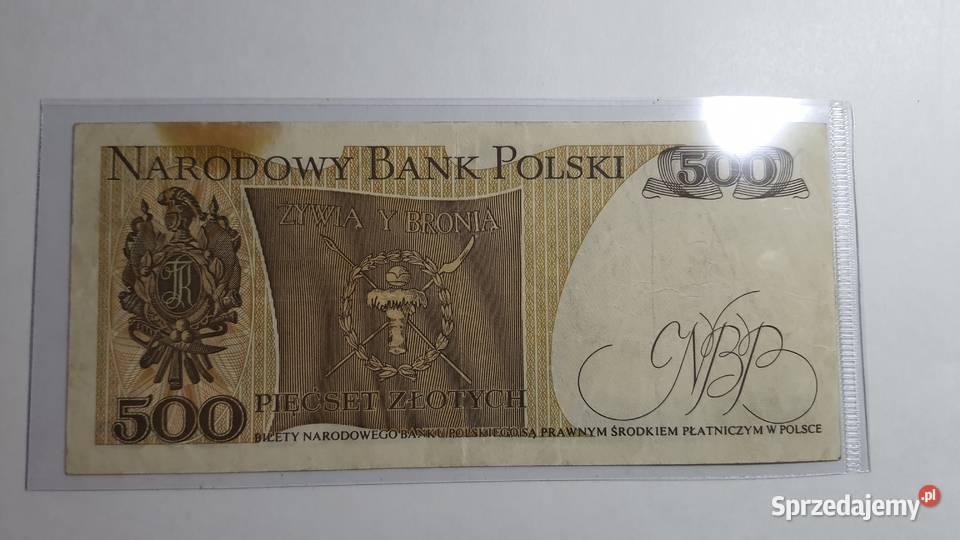 NARODOWY BANK POLSKI
500
ŻYWIĄ Y BRONIĄ
TK
NBP
500
PIĘĆSET ZŁOTYCH
BILETY NARODOWEGO BANKU POLSKIEGO SĄ PRAWNYM ŚRODKIEM PŁATNICZYM W POLSCE
Sprzedajemy.pl